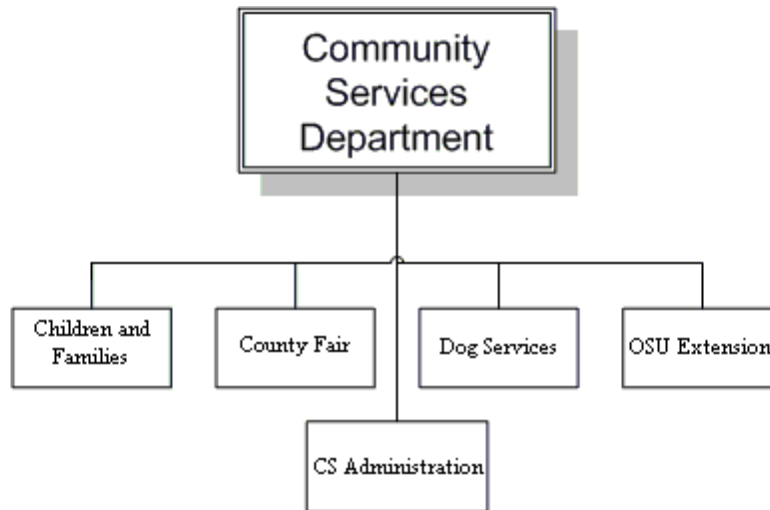 Community
Services
Department
Children and
Families
County Fair
Dog Services
OSU Extension
CS Administration